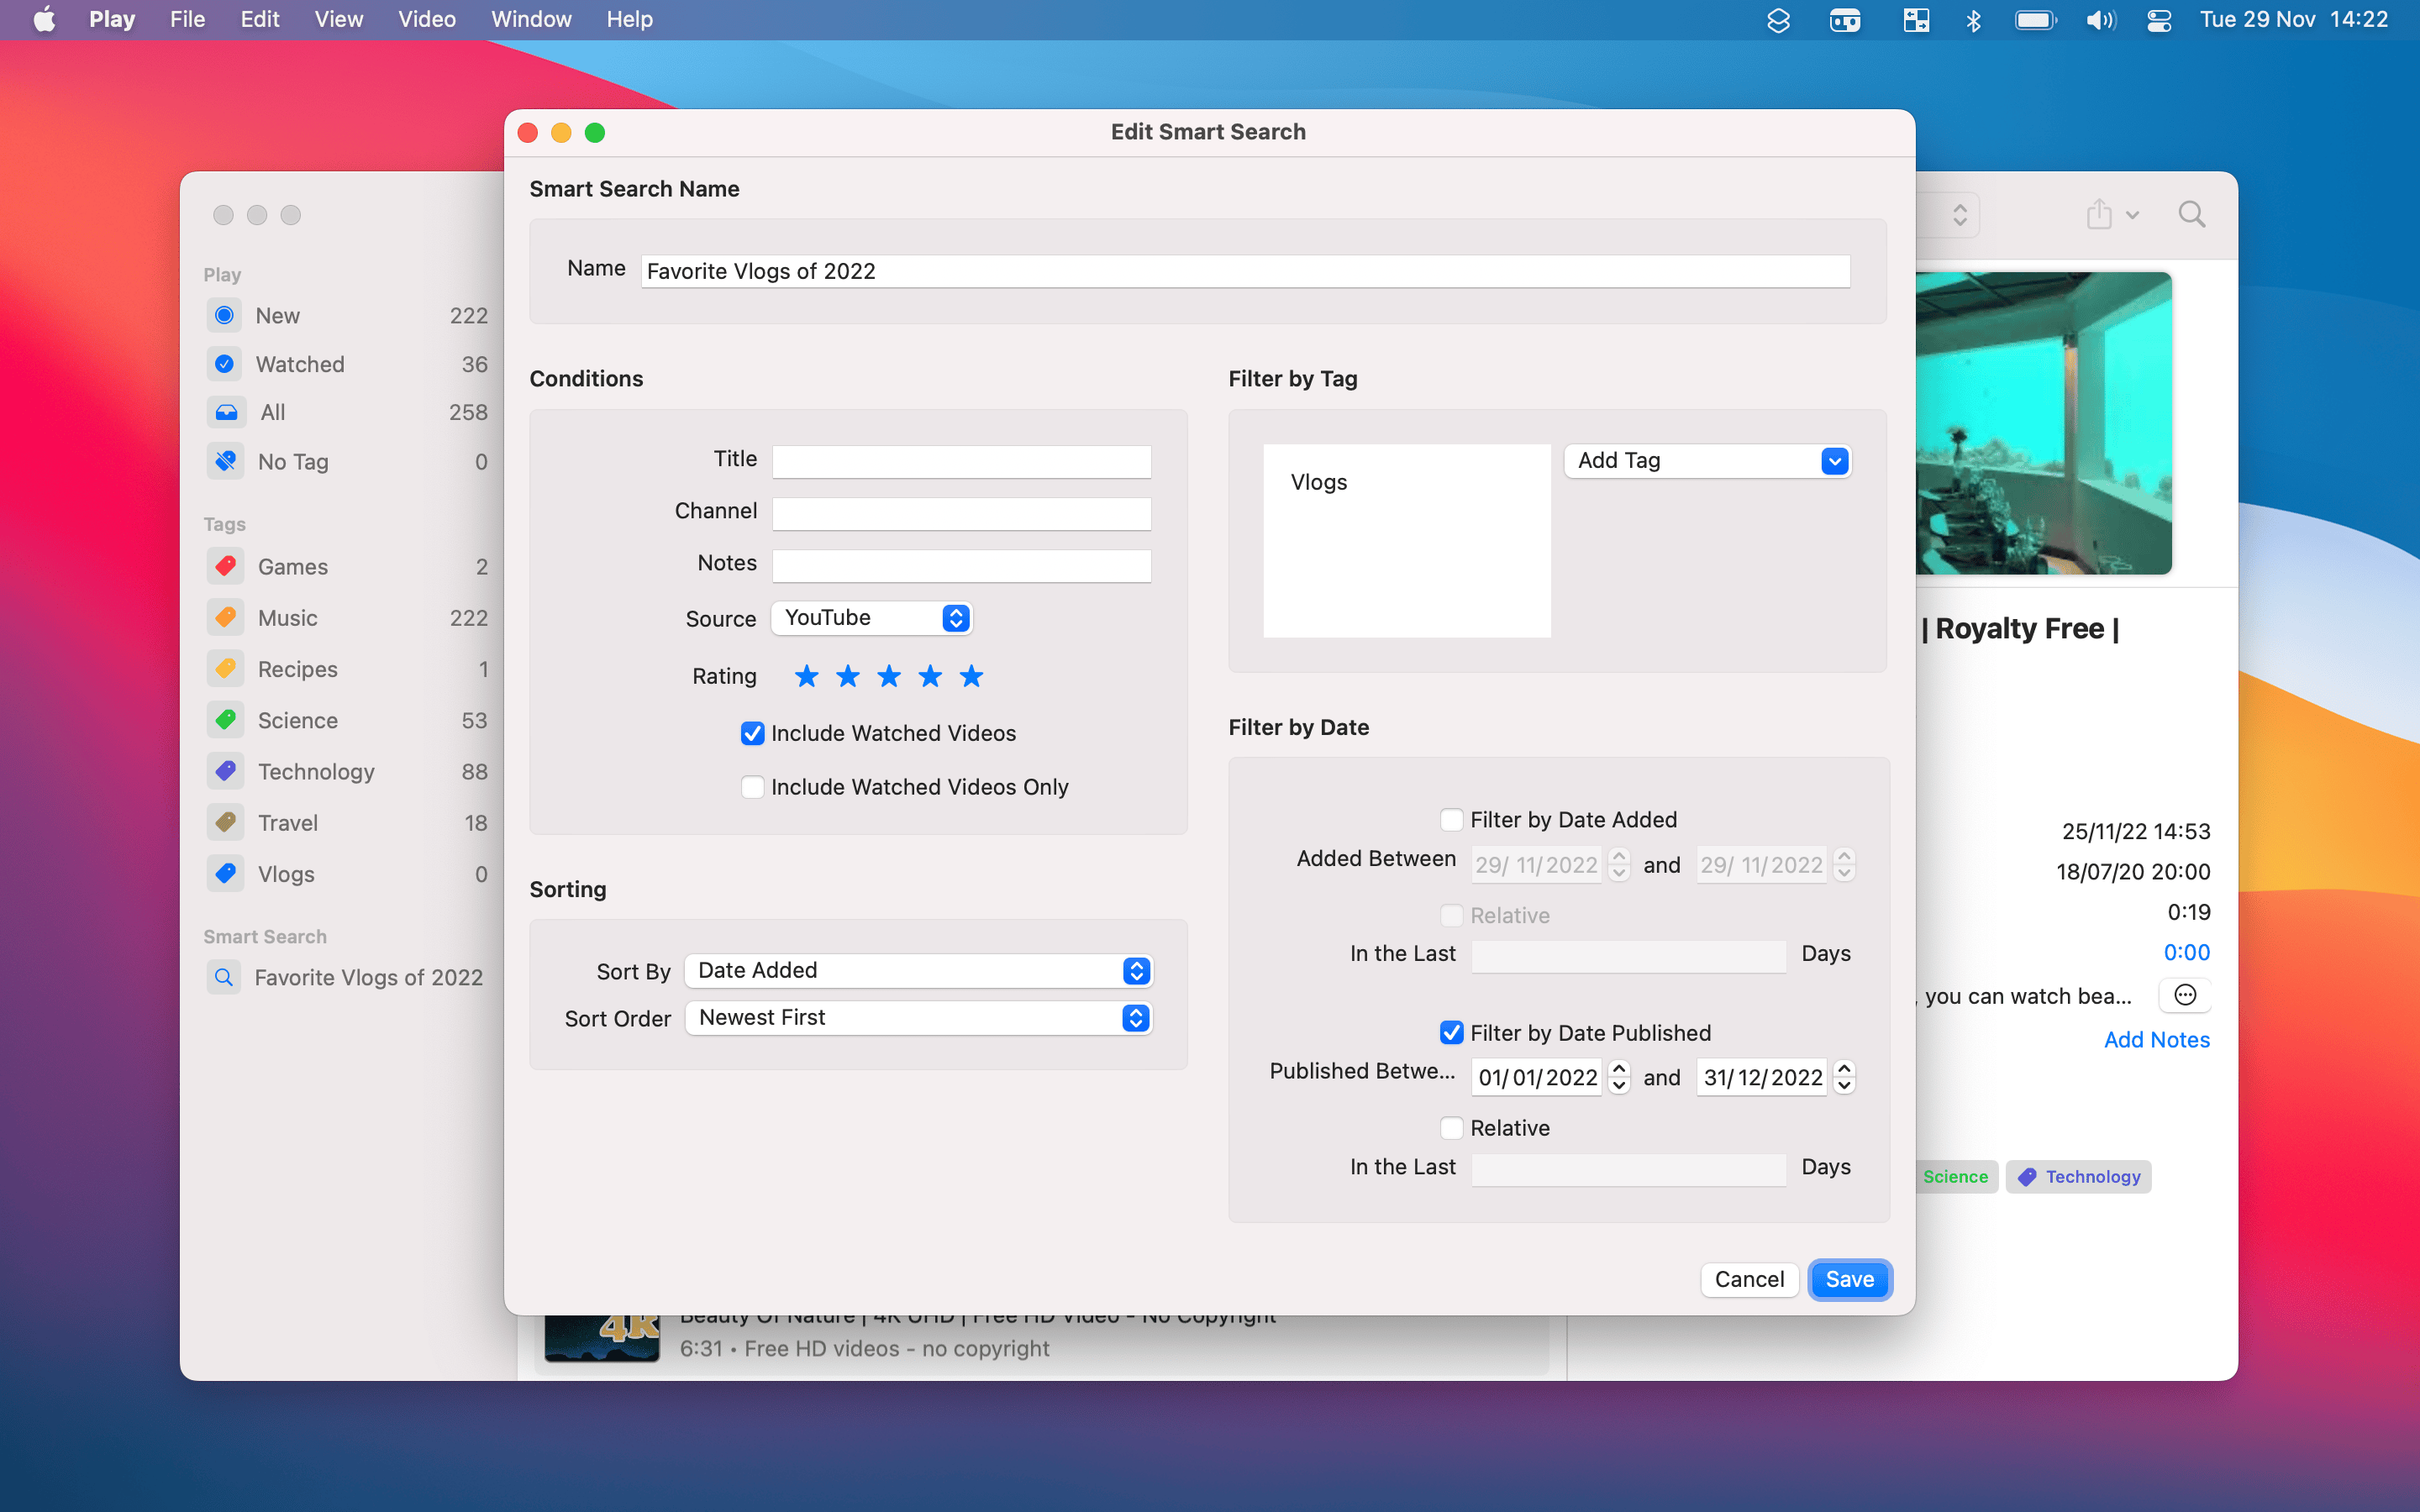 Play File Edit View Video Window Help Tue 29 Nov 14:22
Edit Smart Search
Smart Search Name
Name Favorite Vlogs of 2022
Play
New 222
Watched 36
All 258
No Tag 0
Tags
Games 2
Music 222
Recipes 1
Science 53
Technology 88
Travel 18
Vlogs 0
Smart Search
Favorite Vlogs of 2022
Conditions
Title
Channel
Notes
Source YouTube
Rating
Include Watched Videos
Include Watched Videos Only
Sorting
Sort By Date Added
Sort Order Newest First
Filter by Tag
Vlogs
Add Tag
Filter by Date
Filter by Date Added
Added Between 29/11/2022 and 29/11/2022
Relative
In the Last Days
Filter by Date Published
Published Betwe... 01/01/2022 and 31/12/2022
Relative
In the Last Days
Cancel Save
| Royalty Free |
25/11/22 14:53
18/07/20 20:00
0:19
0:00
, you can watch bea...
Add Notes
Science Technology
4K
Beauty Of Nature | 4K UHD | Free HD Video - No Copyright
6:31 • Free HD videos - no copyright